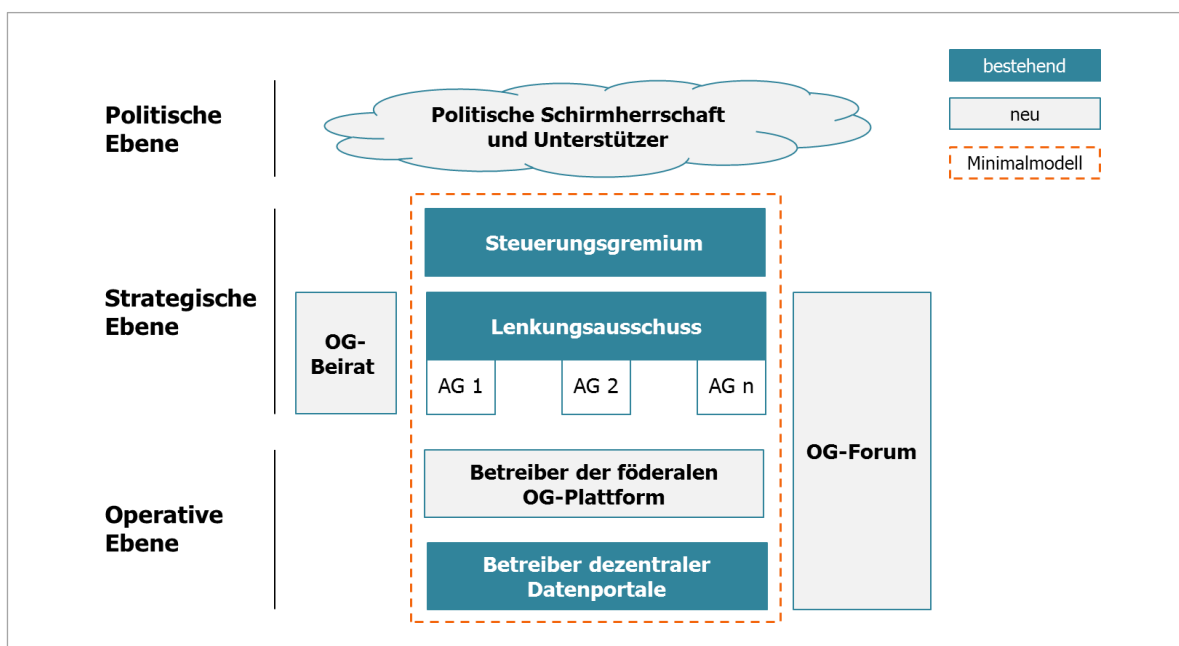 bestehend
neu
Minimalmodell
Politische
Ebene
Politische Schirmherrschaft
und Unterstützer
Strategische
Ebene
Steuerungsgremium
Lenkungsausschuss
OG-
Beirat
AG 1
AG 2
AG n
OG-Forum
Operative
Ebene
Betreiber der föderalen
OG-Plattform
Betreiber dezentraler
Datenportale